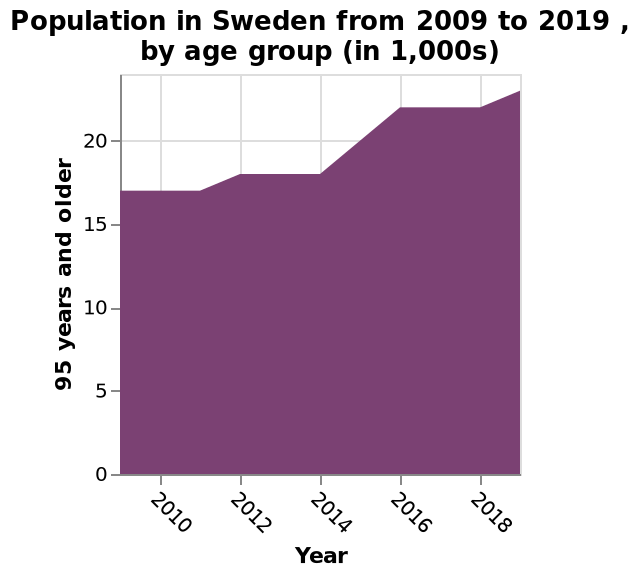 Population in Sweden from 2009 to 2019 ,
by age group (in 1,000s)
95 years and older
20
15
10
5
0
2010
2012
2014
2016
2018
Year